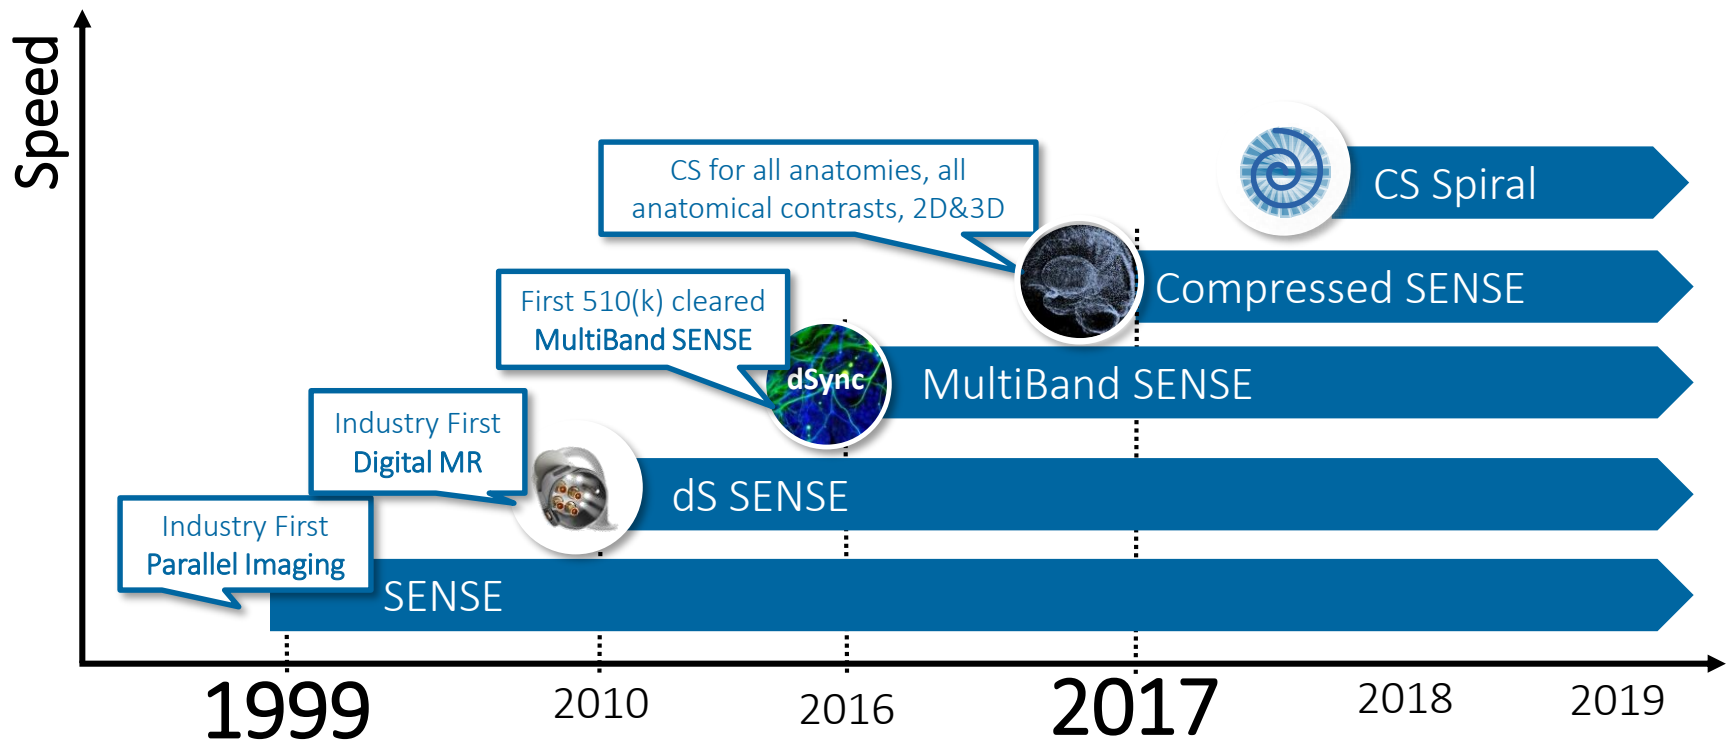 Speed
CS for all anatomies, all
anatomical contrasts, 2D&3D
CS Spiral
First 510(k) cleared
MultiBand SENSE
Compressed SENSE
dSync
MultiBand SENSE
Industry First
Digital MR
dS SENSE
Industry First
Parallel Imaging
SENSE
1999
2010
2016
2017
2018
2019